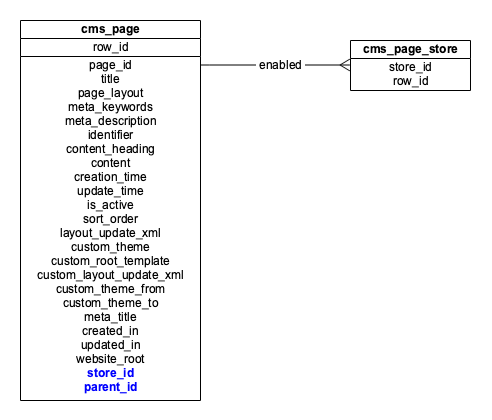 cms_page
row_id
page_id
title
page_layout
meta_keywords
meta_description
identifier
content_heading
content
creation_time
update_time
is_active
sort_order
layout_update_xml
custom_theme
custom_root_template
custom_layout_update_xml
custom_theme_from
custom_theme_to
meta_title
created_in
updated_in
website_root
store_id
parent_id
enabled
cms_page_store
store_id
row_id